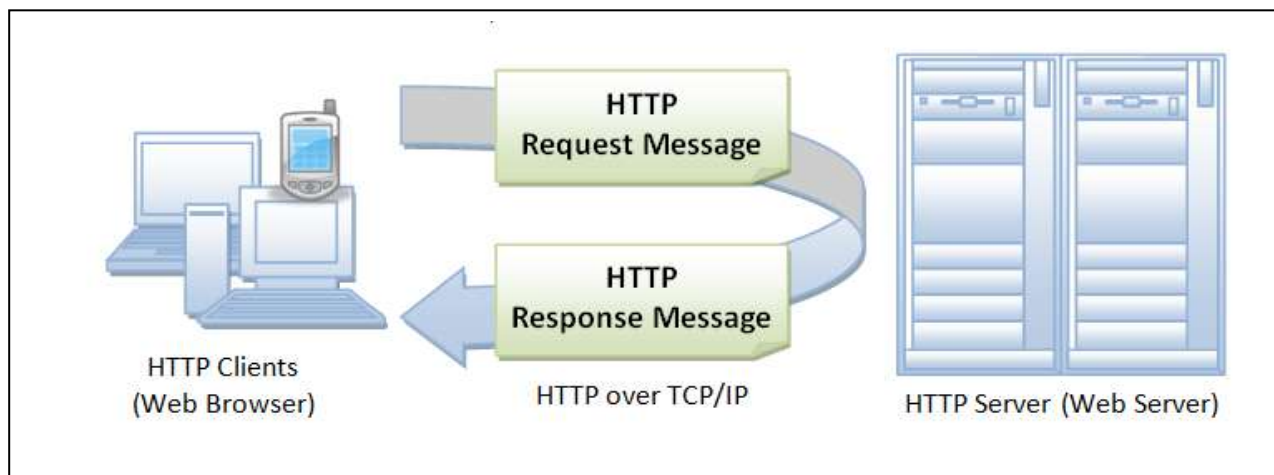 HTTP
Request Message
HTTP
Response Message
HTTP Clients
(Web Browser)
HTTP over TCP/IP
HTTP Server (Web Server)